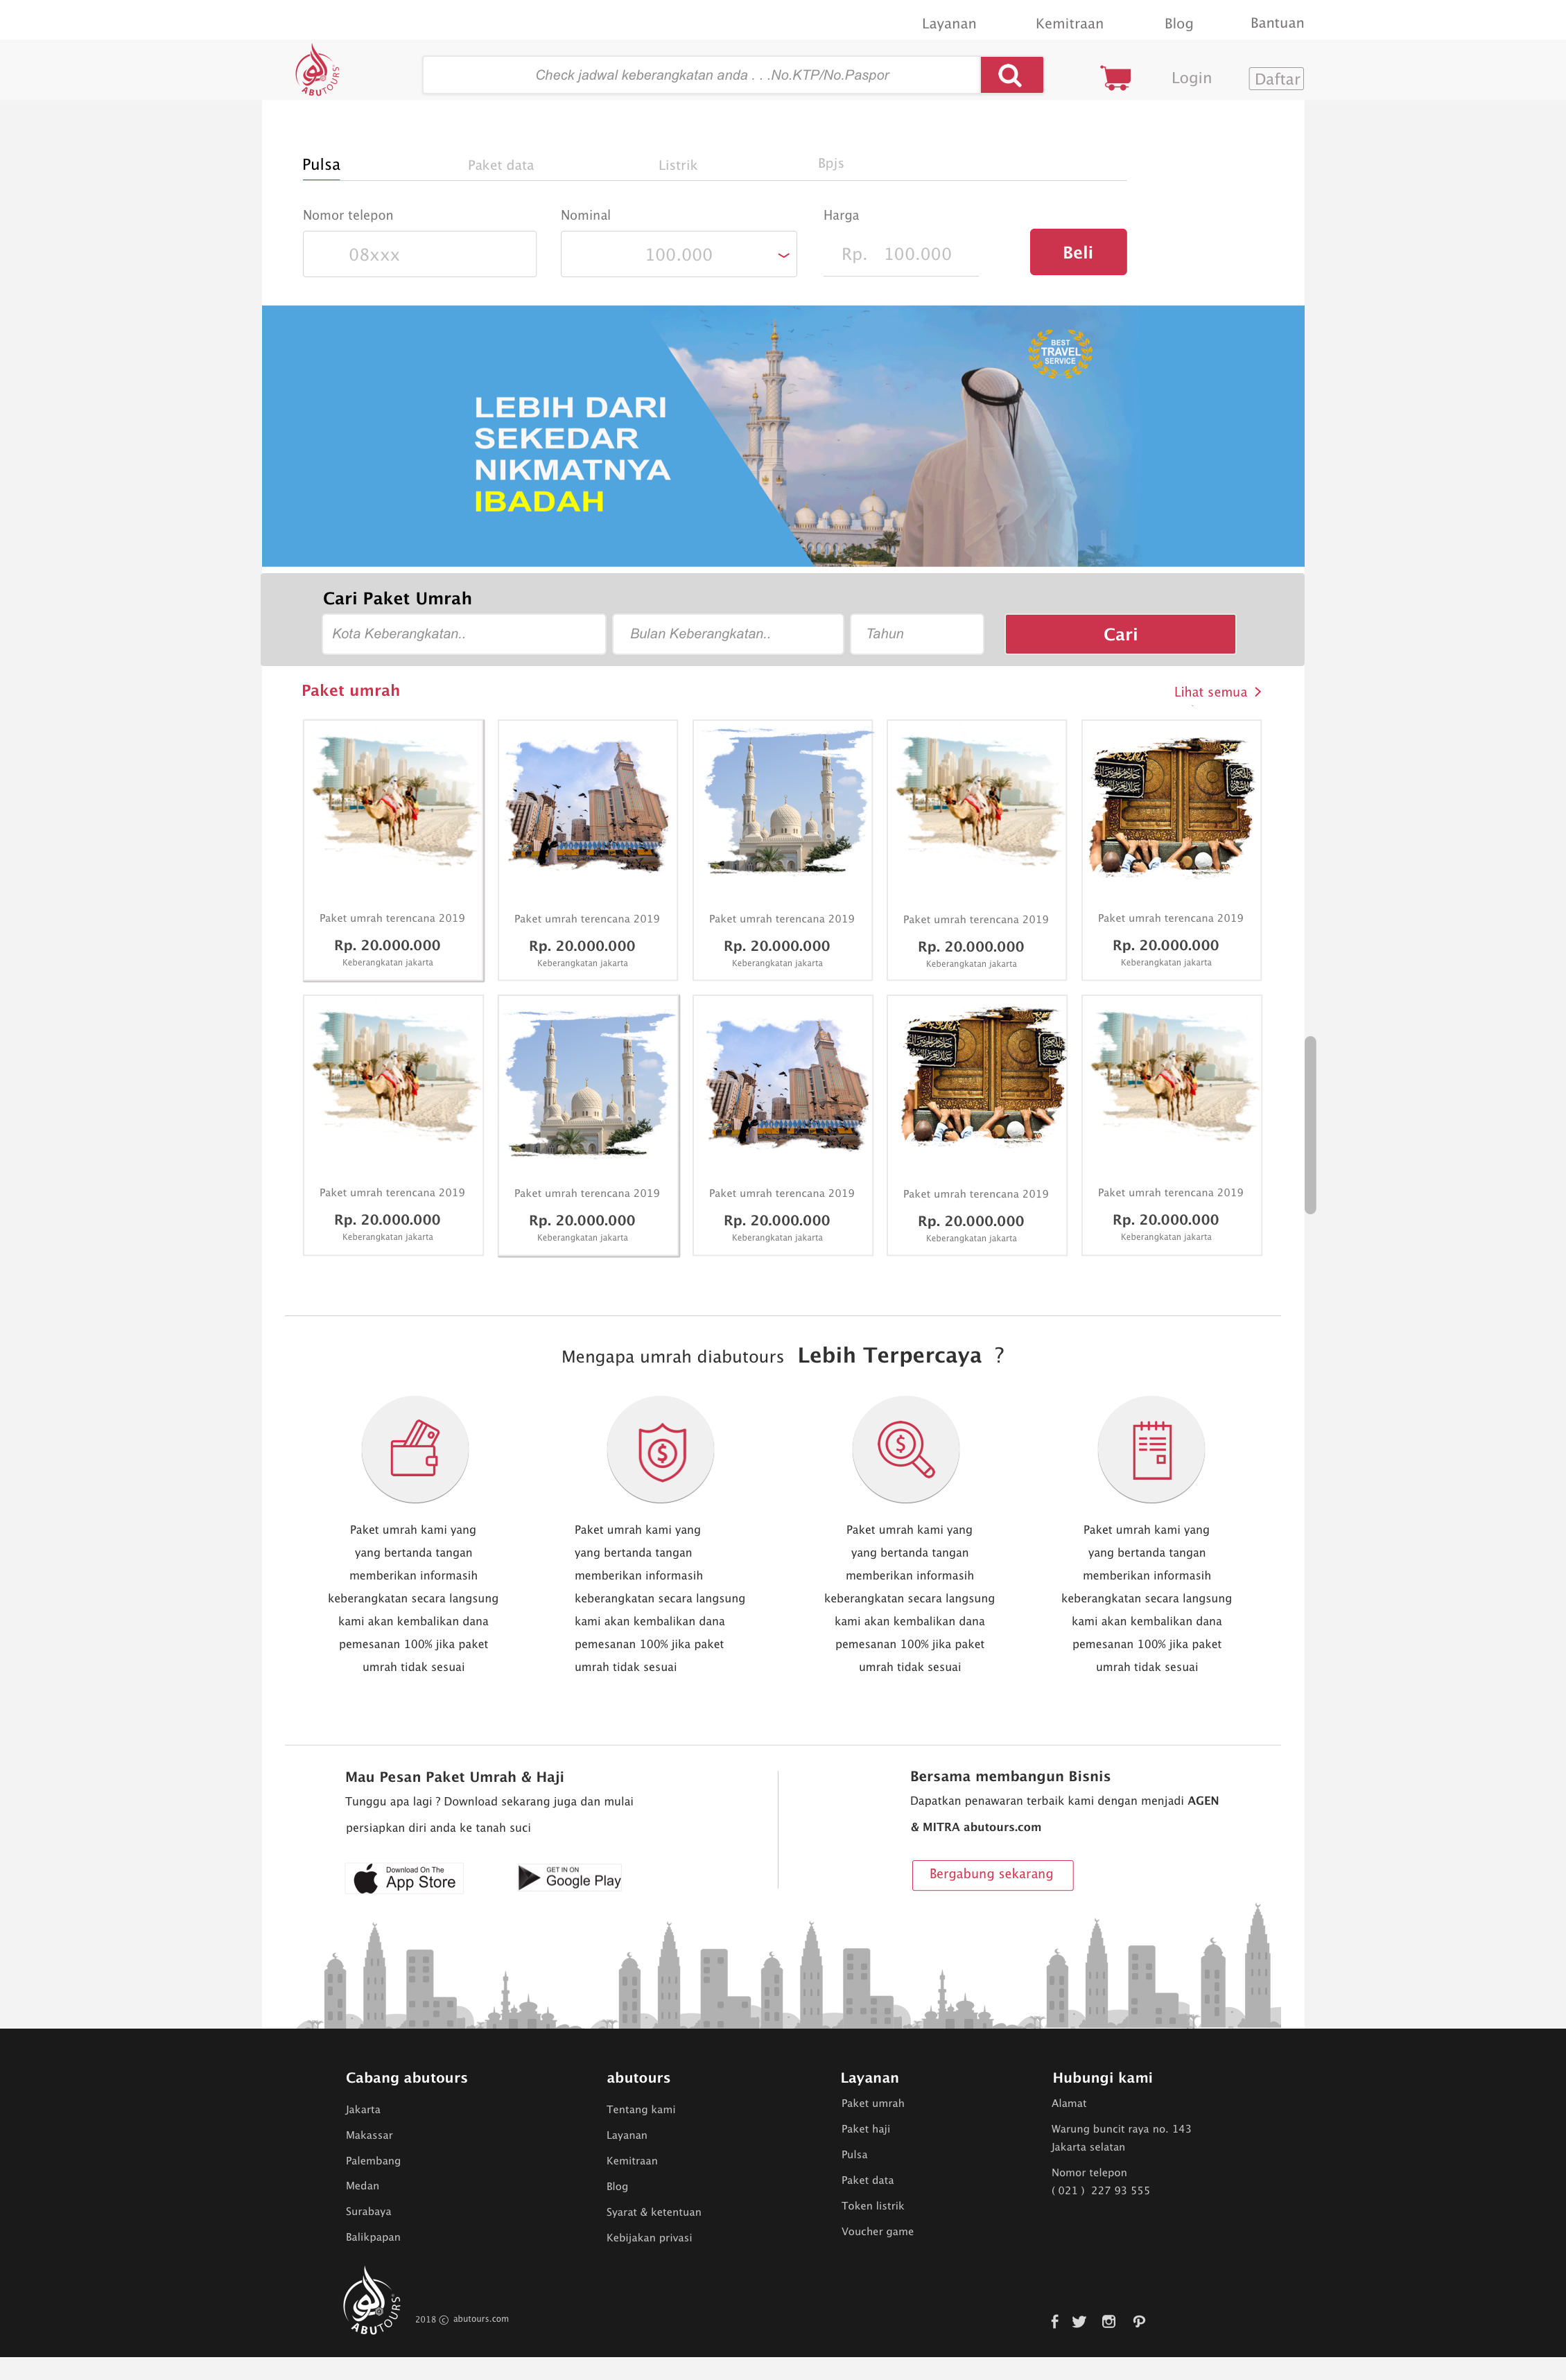 Layanan Kemitraan Blog Bantuan
ABUTOURS
Check jadwal keberangkatan anda . . .No.KTP/No.Paspor
Login Daftar
Pulsa Paket data Listrik Bpjs
Nomor telepon Nominal Harga
08xxx 100.000 Rp. 100.000 Beli
BEST
TRAVEL
SERVICE
LEBIH DARI
SEKEDAR
NIKMATNYA
IBADAH
Cari Paket Umrah
Kota Keberangkatan.. Bulan Keberangkatan.. Tahun Cari
Paket umrah Lihat semua
Paket umrah terencana 2019 Paket umrah terencana 2019 Paket umrah terencana 2019 Paket umrah terencana 2019 Paket umrah terencana 2019
Rp. 20.000.000 Rp. 20.000.000 Rp. 20.000.000 Rp. 20.000.000 Rp. 20.000.000
Keberangkatan jakarta Keberangkatan jakarta Keberangkatan jakarta Keberangkatan jakarta Keberangkatan jakarta
Paket umrah terencana 2019 Paket umrah terencana 2019 Paket umrah terencana 2019 Paket umrah terencana 2019 Paket umrah terencana 2019
Rp. 20.000.000 Rp. 20.000.000 Rp. 20.000.000 Rp. 20.000.000 Rp. 20.000.000
Keberangkatan jakarta Keberangkatan jakarta Keberangkatan jakarta Keberangkatan jakarta Keberangkatan jakarta
Mengapa umrah diabutours Lebih Terpercaya ?
Paket umrah kami yang
yang bertanda tangan
memberikan informasih
keberangkatan secara langsung
kami akan kembalikan dana
pemesanan 100% jika paket
umrah tidak sesuai
Paket umrah kami yang
yang bertanda tangan
memberikan informasih
keberangkatan secara langsung
kami akan kembalikan dana
pemesanan 100% jika paket
umrah tidak sesuai
Paket umrah kami yang
yang bertanda tangan
memberikan informasih
keberangkatan secara langsung
kami akan kembalikan dana
pemesanan 100% jika paket
umrah tidak sesuai
Paket umrah kami yang
yang bertanda tangan
memberikan informasih
keberangkatan secara langsung
kami akan kembalikan dana
pemesanan 100% jika paket
umrah tidak sesuai
Mau Pesan Paket Umrah & Haji
Tunggu apa lagi ? Download sekarang juga dan mulai
persiapkan diri anda ke tanah suci
Download On The
App Store
GET IN ON
Google Play
Bersama membangun Bisnis
Dapatkan penawaran terbaik kami dengan menjadi AGEN
& MITRA abutours.com
Bergabung sekarang
Cabang abutours
Jakarta
Makassar
Palembang
Medan
Surabaya
Balikpapan
abutours
Tentang kami
Layanan
Kemitraan
Blog
Syarat & ketentuan
Kebijakan privasi
Layanan
Paket umrah
Paket haji
Pulsa
Paket data
Token listrik
Voucher game
Hubungi kami
Alamat
Warung buncit raya no. 143
Jakarta selatan
Nomor telepon
( 021 ) 227 93 555
ABUTOURS
2018 © abutours.com